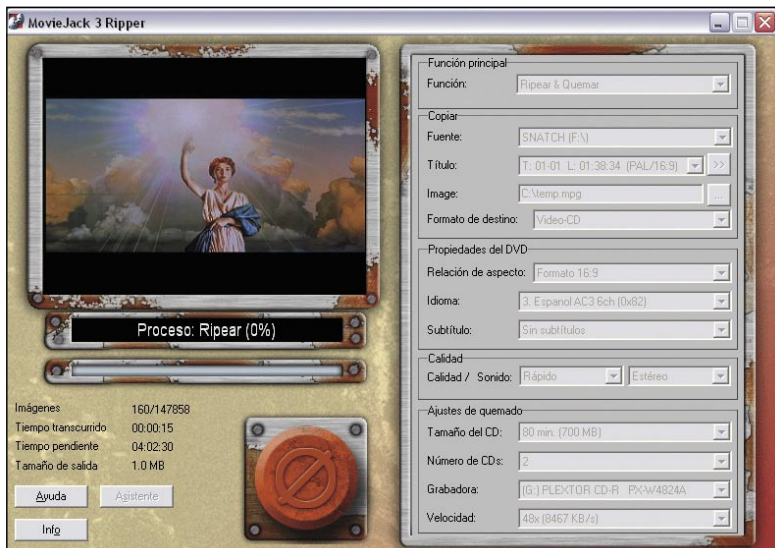 MovieJack 3 Ripper
Proceso: Ripear (0%)
Imágenes 160/147858
Tiempo transcurrido 00:00:15
Tiempo pendiente 04:02:30
Tamaño de salida 1.0 MB
Ayuda Asistente
Info
Función principal
Función: Ripear & Quemar
Copiar
Fuente: SNATCH (F:\)
Título: T: 01-01 L: 01:38:34 (PAL/16:9) >>
Image: C:\temp.mpg ...
Formato de destino: Video-CD
Propiedades del DVD
Relación de aspecto: Formato 16:9
Idioma: 3. Espanol AC3 6ch (0x82)
Subtítulo: Sin subtítulos
Calidad
Calidad / Sonido: Rápido Estéreo
Ajustes de quemado
Tamaño del CD: 80 min. (700 MB)
Número de CDs: 2
Grabadora: (G:) PLEXTOR CD-R PX-W4824A
Velocidad: 48x (8467 KB/s)